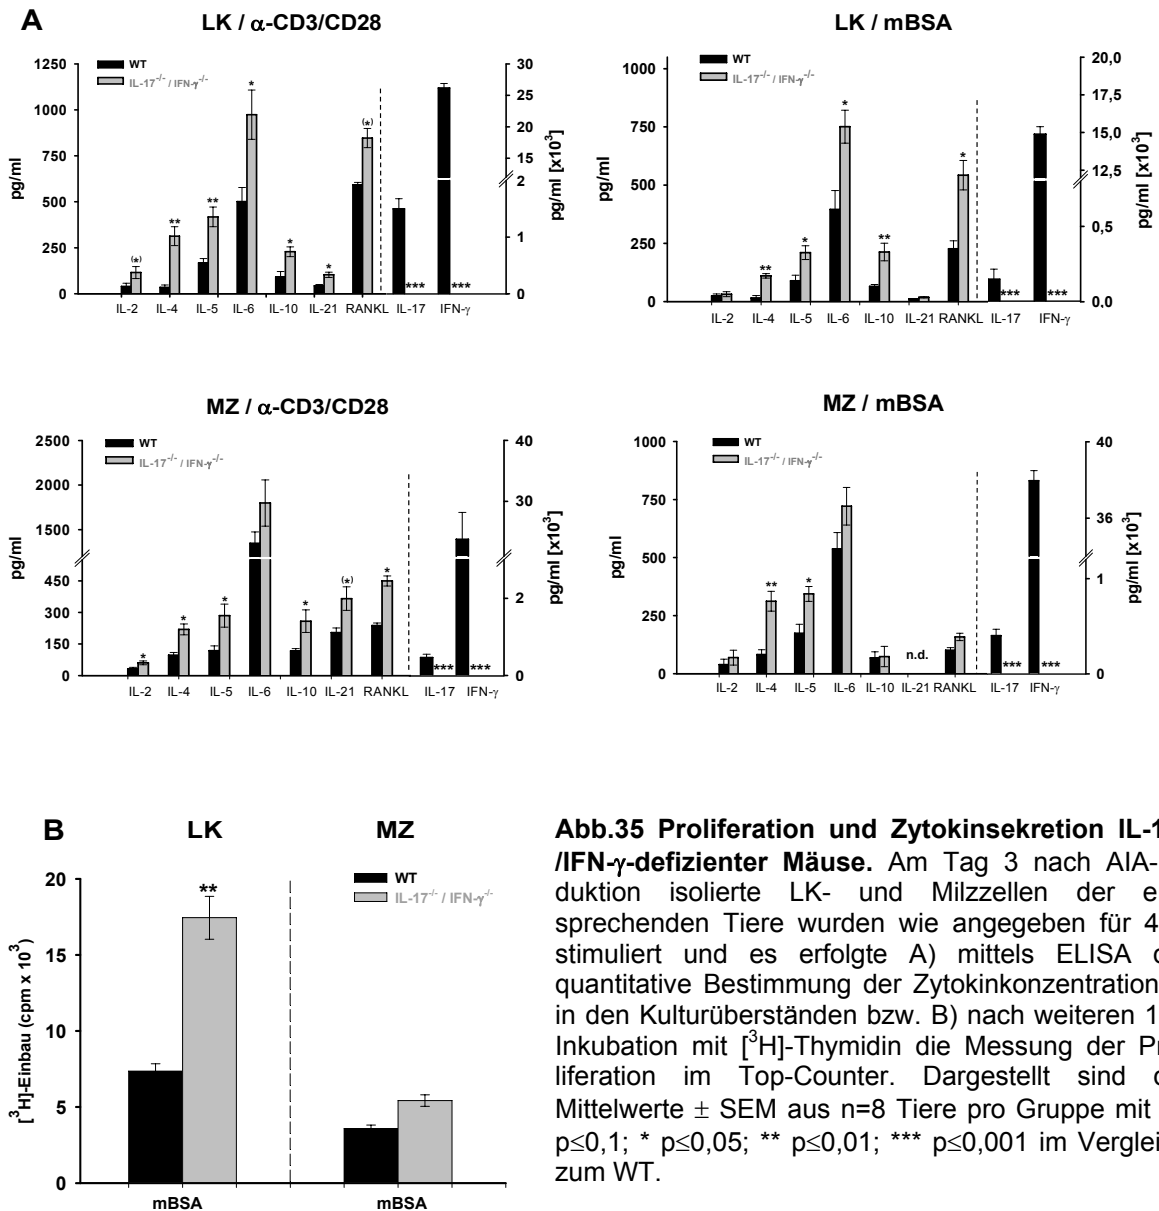 A
LK / α-CD3/CD28
WT
IL-17-/- / IFN-γ-/-
1250
1000
750
500
250
0
pg/ml
30
25
20
15
2
1
0
pg/ml [x10³]
(*)
**
**
*
*
*
(*)
***
***
IL-2 IL-4 IL-5 IL-6 IL-10 IL-21 RANKL IL-17 IFN-γ
LK / mBSA
WT
IL-17-/- / IFN-γ-/-
1000
750
500
250
0
pg/ml
20,0
17,5
15,0
12,5
0,5
0,0
pg/ml [x10³]
**
*
*
**
*
***
***
IL-2 IL-4 IL-5 IL-6 IL-10 IL-21 RANKL IL-17 IFN-γ
MZ / α-CD3/CD28
WT
IL-17-/- / IFN-γ-/-
2500
2000
1500
450
300
150
0
pg/ml
40
30
2
0
pg/ml [x10³]
*
*
*
*
(*)
*
***
***
IL-2 IL-4 IL-5 IL-6 IL-10 IL-21 RANKL IL-17 IFN-γ
MZ / mBSA
WT
IL-17-/- / IFN-γ-/-
1000
750
500
250
0
pg/ml
40
36
1
0
pg/ml [x10³]
**
*
n.d.
***
***
IL-2 IL-4 IL-5 IL-6 IL-10 IL-21 RANKL IL-17 IFN-γ
B
LK
MZ
WT
IL-17-/- / IFN-γ-/-
20
15
10
5
0
[³H]-Einbau (cpm x 10³)
**
mBSA
mBSA
Abb.35 Proliferation und Zytokinsekretion IL-1
/IFN-γ-defizienter Mäuse. Am Tag 3 nach AIA-
duktion isolierte LK- und Milzzellen der e
sprechenden Tiere wurden wie angegeben für 4
stimuliert und es erfolgte A) mittels ELISA
quantitative Bestimmung der Zytokinkonzentration
in den Kulturüberständen bzw. B) nach weiteren 1
Inkubation mit [³H]-Thymidin die Messung der Pr
liferation im Top-Counter. Dargestellt sind
Mittelwerte ± SEM aus n=8 Tiere pro Gruppe mit
p≤0,1; * p≤0,05; ** p≤0,01; *** p≤0,001 im Verglei
zum WT.